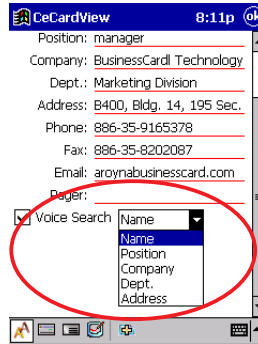 CeCardView 8:11p ok
Position: manager
Company: BusinessCardl Technology
Dept.: Marketing Division
Address: B400, Bldg. 14, 195 Sec.
Phone: 886-35-9165378
Fax: 886-35-8202087
Email: aroynabusinesscard.com
Pager:
Voice Search Name
Name
Position
Company
Dept.
Address